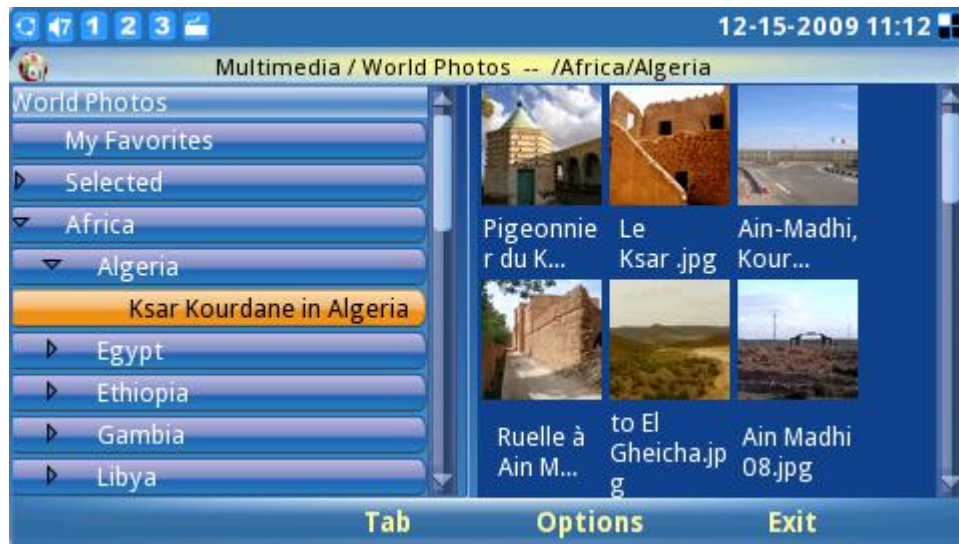 7 1 2 3
12-15-2009 11:12
Multimedia / World Photos -- /Africa/Algeria
World Photos
My Favorites
Selected
Africa
Algeria
Ksar Kourdane in Algeria
Egypt
Ethiopia
Gambia
Libya
Pigeonnie
r du K...
Le
Ksar .jpg
Ain-Madhi,
Kour...
Ruelle à
Ain M...
to El
Gheicha.jp
g
Ain Madhi
08.jpg
Tab
Options
Exit